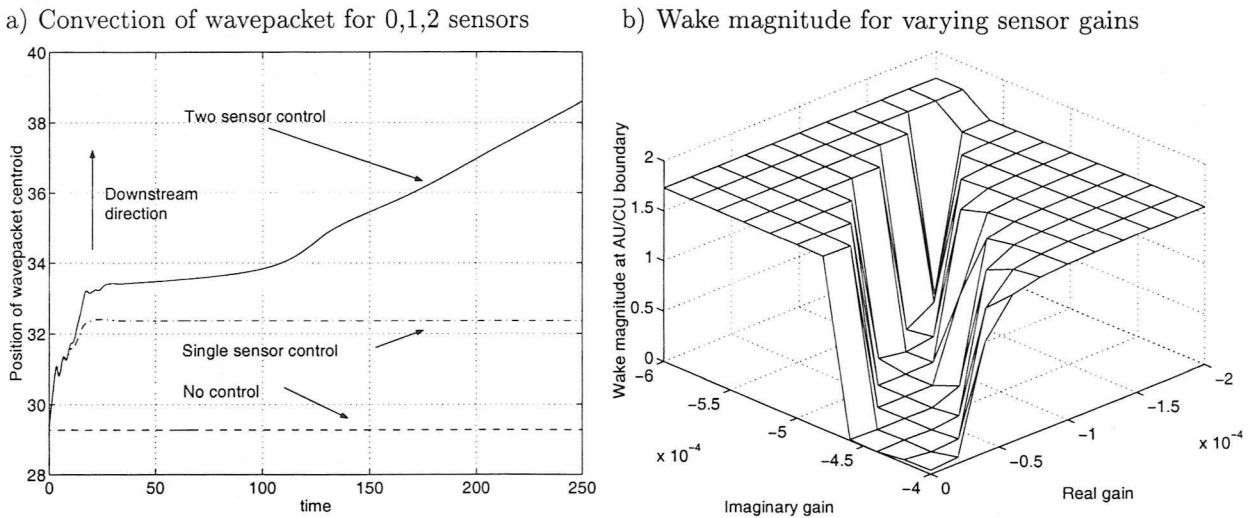 a) Convection of wavepacket for 0,1,2 sensors
40
38
36
34
32
30
28
Position of wavepacket centroid
Two sensor control
Downstream
direction
Single sensor control
No control
0
50
100
150
200
250
time
b) Wake magnitude for varying sensor gains
Wake magnitude at AU/CU boundary
2
1.5
1
0.5
0
−6
−5.5
−5
−4.5
−4
x 10⁻⁴
Imaginary gain
0
−0.5
−1
−1.5
−2
x 10⁻⁴
Real gain